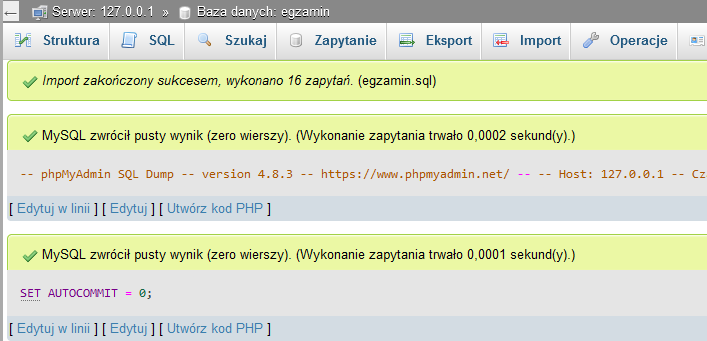 Serwer: 127.0.0.1 » Baza danych: egzamin
Struktura SQL Szukaj Zapytanie Eksport Import Operacje
Import zakończony sukcesem, wykonano 16 zapytań. (egzamin.sql)
MySQL zwrócił pusty wynik (zero wierszy). (Wykonanie zapytania trwało 0,0002 sekund(y).)
-- phpMyAdmin SQL Dump -- version 4.8.3 -- https://www.phpmyadmin.net/ -- -- Host: 127.0.0.1 -- Cz
[ Edytuj w linii ] [ Edytuj ] [ Utwórz kod PHP ]
MySQL zwrócił pusty wynik (zero wierszy). (Wykonanie zapytania trwało 0,0001 sekund(y).)
SET AUTOCOMMIT = 0;
[ Edytuj w linii ] [ Edytuj ] [ Utwórz kod PHP ]